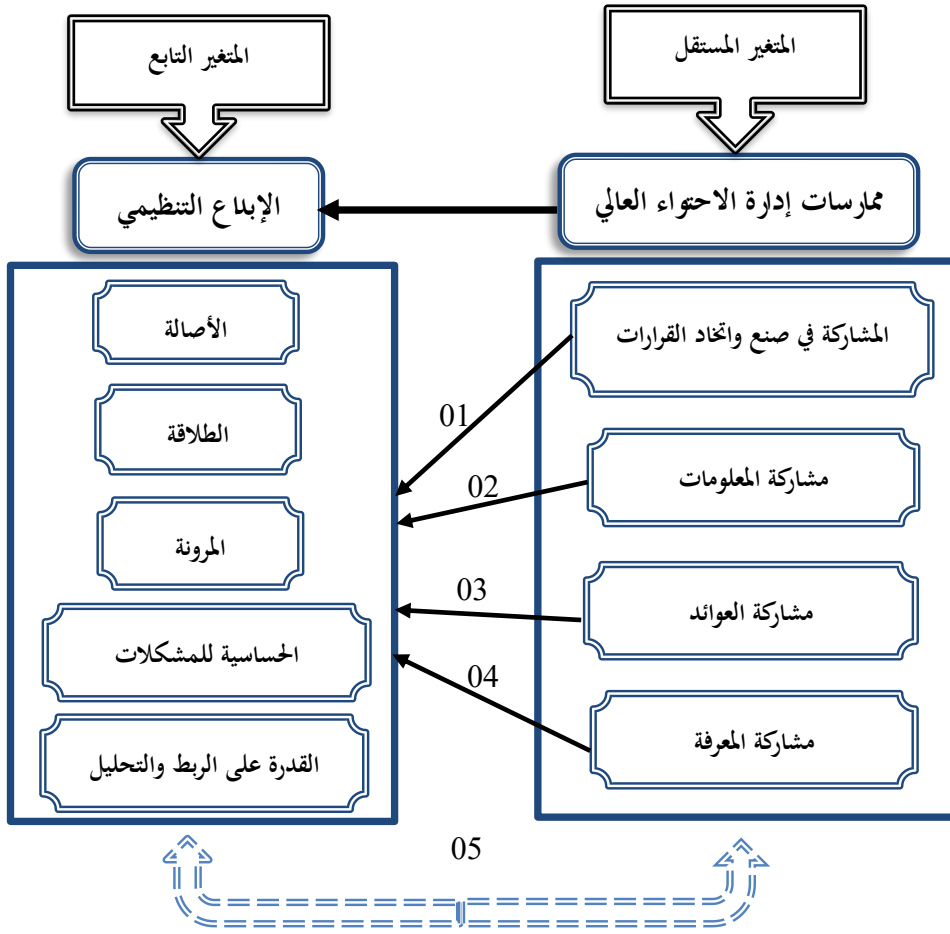 المتغير المستقل
المتغير التابع
ممارسات إدارة الاحتواء العالي
الإبداع التنظيمي
المشاركة في صنع واتخاد القرارات
مشاركة المعلومات
مشاركة العوائد
مشاركة المعرفة
01
02
03
04
الأصالة
الطلاقة
المرونة
الحساسية للمشكلات
القدرة على الربط والتحليل
05